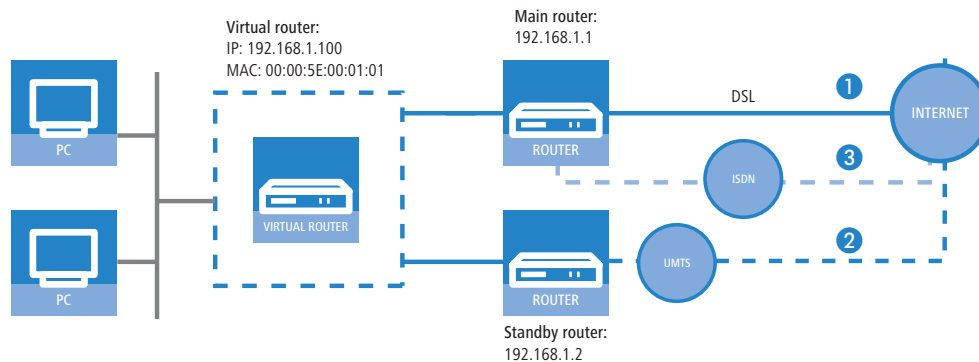 Virtual router:
IP: 192.168.1.100
MAC: 00:00:5E:00:01:01
Main router:
192.168.1.1
PC
PC
VIRTUAL ROUTER
ROUTER
DSL
1
INTERNET
ISDN
3
ROUTER
UMTS
2
Standby router:
192.168.1.2